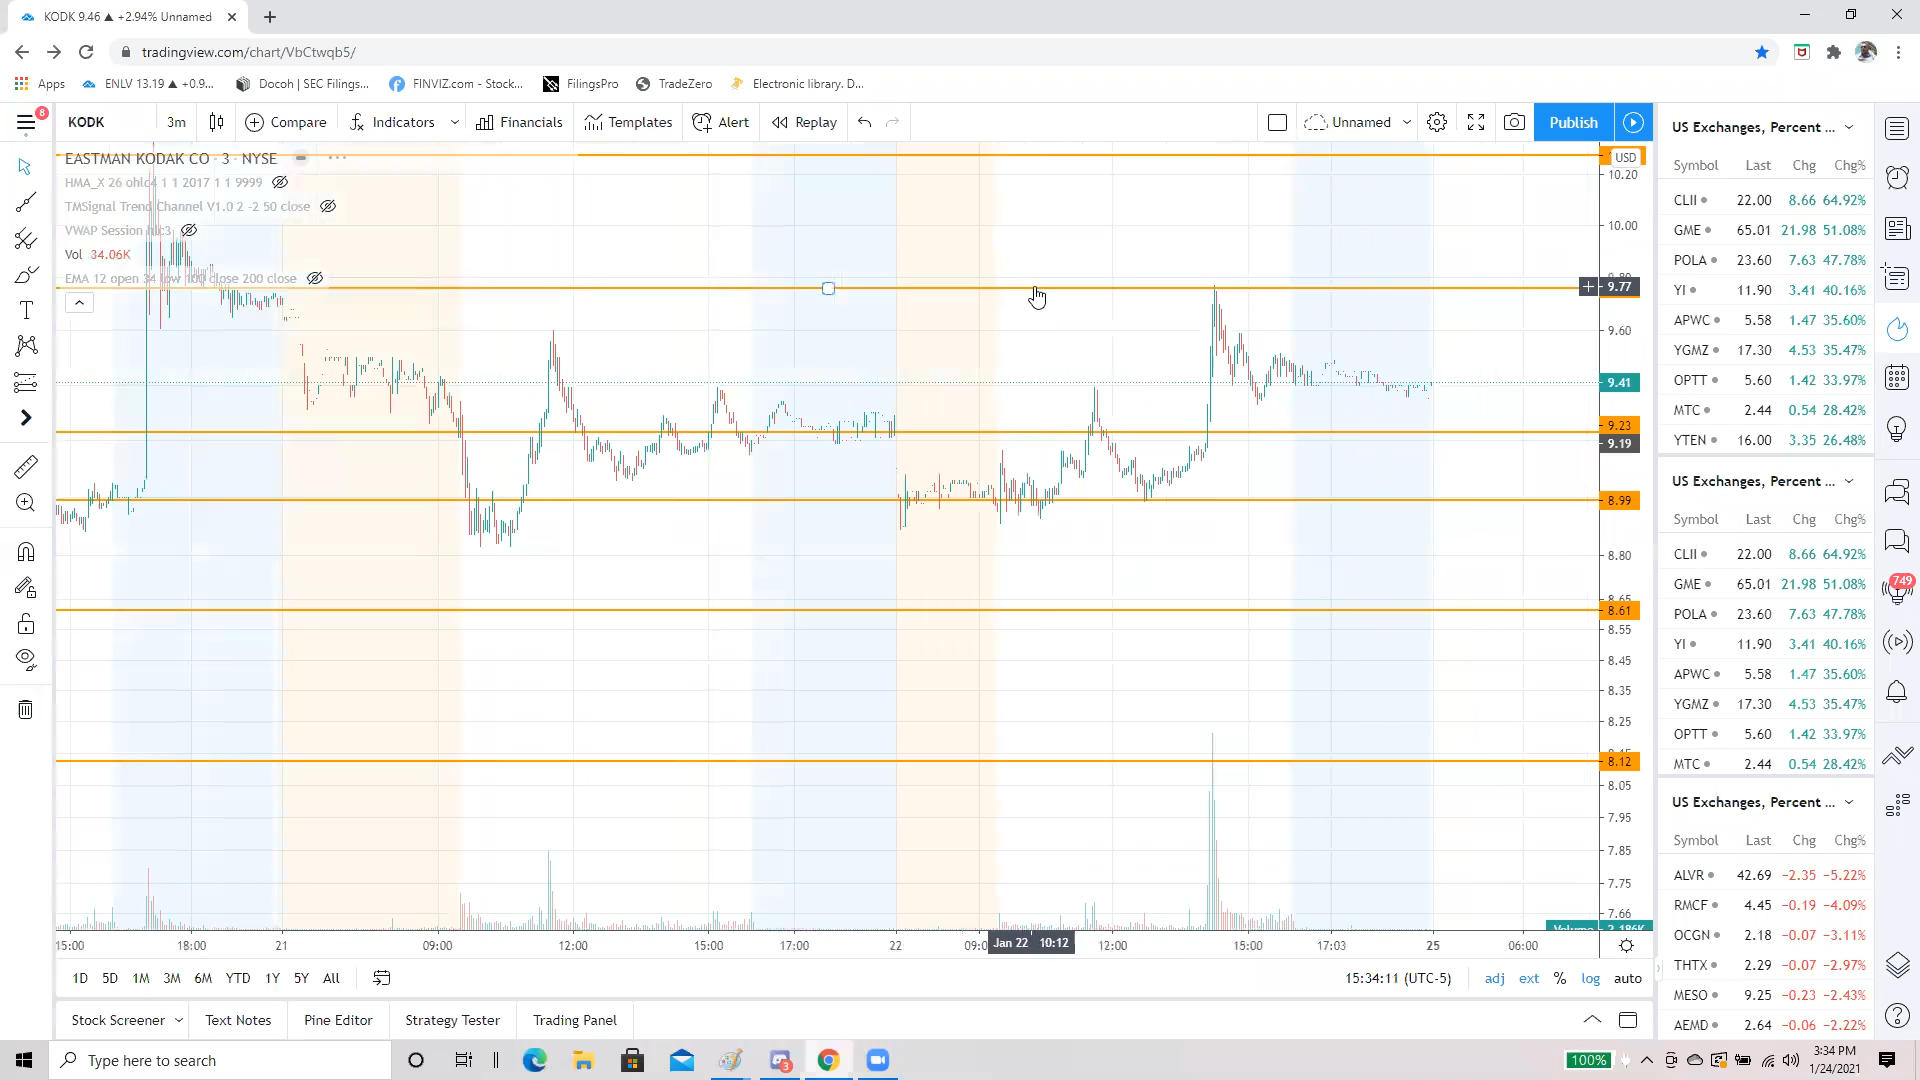 KODK 9.46 ▲ +2.94% Unnamed
tradingview.com/chart/VbCtwqb5/
Apps
ENLV 13.19 ▲ +0.9...
Docoh | SEC Filings...
FINVIZ.com - Stock...
FilingsPro
TradeZero
Electronic library. D...
8
KODK
3m
Compare
Indicators
Financials
Templates
Alert
Replay
Unnamed
Publish
EASTMAN KODAK CO · 3 · NYSE
HMA_X 26 ohlc4 1 1 2017 1 1 9999
TMSignal Trend Channel V1.0 2 -2 50 close
VWAP Session hlc3
Vol 34.06K
EMA 12 open 34 low 100 close 200 close
USD
10.20
10.00
9.80
9.77
9.60
9.41
9.23
9.19
8.99
8.80
8.65
8.61
8.55
8.45
8.35
8.25
8.12
8.05
7.95
7.85
7.75
7.66
Volume 2.186K
15:00 18:00 21 09:00 12:00 15:00 17:00 22 09:0 Jan 22 10:12 12:00 15:00 17:03 25 06:00
1D 5D 1M 3M 6M YTD 1Y 5Y All
15:34:11 (UTC-5) adj ext % log auto
Stock Screener
Text Notes
Pine Editor
Strategy Tester
Trading Panel
US Exchanges, Percent ...
Symbol Last Chg Chg%
CLII 22.00 8.66 64.92%
GME 65.01 21.98 51.08%
POLA 23.60 7.63 47.78%
YI 11.90 3.41 40.16%
APWC 5.58 1.47 35.60%
YGMZ 17.30 4.53 35.47%
OPTT 5.60 1.42 33.97%
MTC 2.44 0.54 28.42%
YTEN 16.00 3.35 26.48%
US Exchanges, Percent ...
Symbol Last Chg Chg%
CLII 22.00 8.66 64.92%
GME 65.01 21.98 51.08%
POLA 23.60 7.63 47.78%
YI 11.90 3.41 40.16%
APWC 5.58 1.47 35.60%
YGMZ 17.30 4.53 35.47%
OPTT 5.60 1.42 33.97%
MTC 2.44 0.54 28.42%
US Exchanges, Percent ...
Symbol Last Chg Chg%
ALVR 42.69 −2.35 −5.22%
RMCF 4.45 −0.19 −4.09%
OCGN 2.18 −0.07 −3.11%
THTX 2.29 −0.07 −2.97%
MESO 9.25 −0.23 −2.43%
AEMD 2.64 −0.06 −2.22%
749
Type here to search
3
100%
3:34 PM
1/24/2021